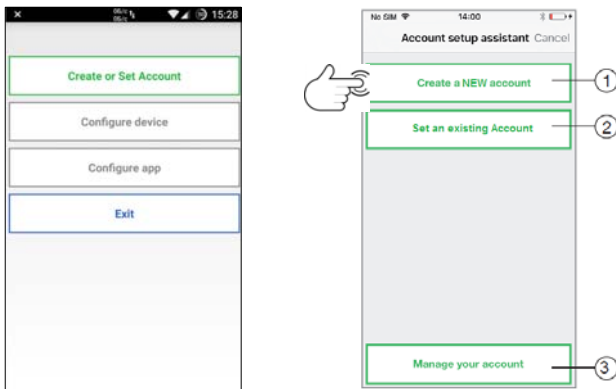 15:28
Create or Set Account
Configure device
Configure app
Exit
No SIM 14:00
Account setup assistant Cancel
Create a NEW account 1
Set an existing Account 2
Manage your account 3